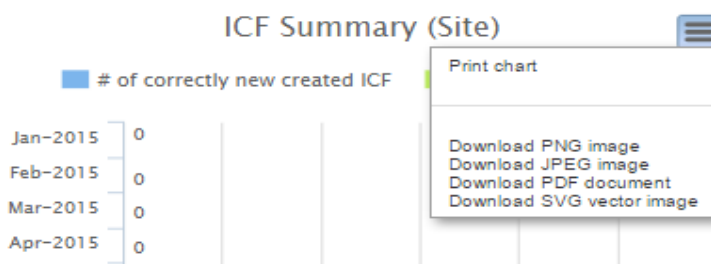 ICF Summary (Site)
# of correctly new created ICF
Print chart
Download PNG image
Download JPEG image
Download PDF document
Download SVG vector image
Jan-2015 0
Feb-2015 0
Mar-2015 0
Apr-2015 0